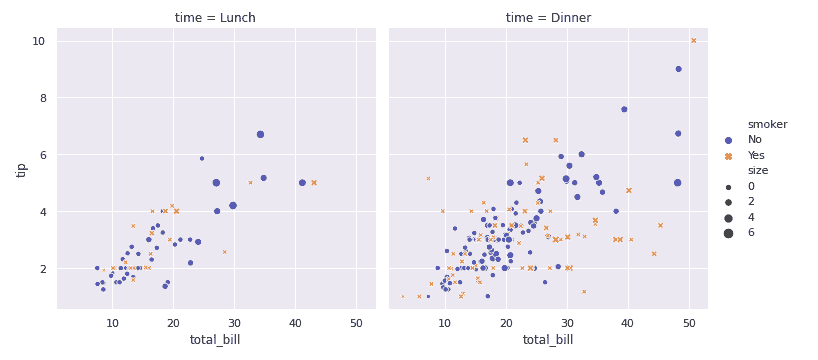 time = Lunch
time = Dinner
10
8
6
4
2
tip
10
20
30
40
50
total_bill
10
20
30
40
50
total_bill
smoker
No
Yes
size
0
2
4
6